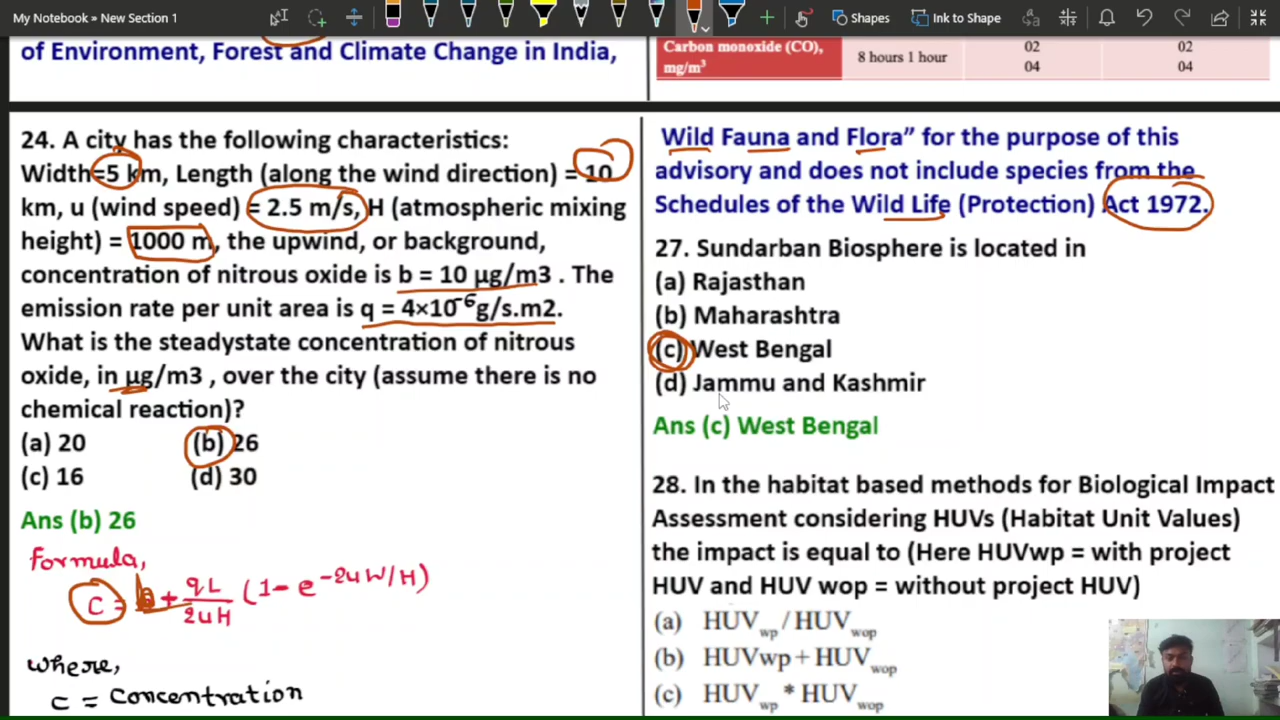 My Notebook » New Section 1
Shapes
Ink to Shape
of Environment, Forest and Climate Change in India,
Carbon monoxide (CO), mg/m³
8 hours 1 hour
02
04
02
04
24. A city has the following characteristics:
Width=5 km, Length (along the wind direction) = 10
km, u (wind speed) = 2.5 m/s, H (atmospheric mixing
height) = 1000 m, the upwind, or background,
concentration of nitrous oxide is b = 10 µg/m3 . The
emission rate per unit area is q = 4×10⁻⁶g/s.m2.
What is the steadystate concentration of nitrous
oxide, in µg/m3 , over the city (assume there is no
chemical reaction)?
(a) 20 (b) 26
(c) 16 (d) 30
Ans (b) 26
Formula,
C = b + qL/2uH (1- e^-2uW/H)
where,
C = Concentration
Wild Fauna and Flora” for the purpose of this
advisory and does not include species from the
Schedules of the Wild Life (Protection) Act 1972.
27. Sundarban Biosphere is located in
(a) Rajasthan
(b) Maharashtra
(c) West Bengal
(d) Jammu and Kashmir
Ans (c) West Bengal
28. In the habitat based methods for Biological Impact
Assessment considering HUVs (Habitat Unit Values)
the impact is equal to (Here HUVwp = with project
HUV and HUV wop = without project HUV)
(a) HUVwp / HUVwop
(b) HUVwp + HUVwop
(c) HUVwp * HUVwop